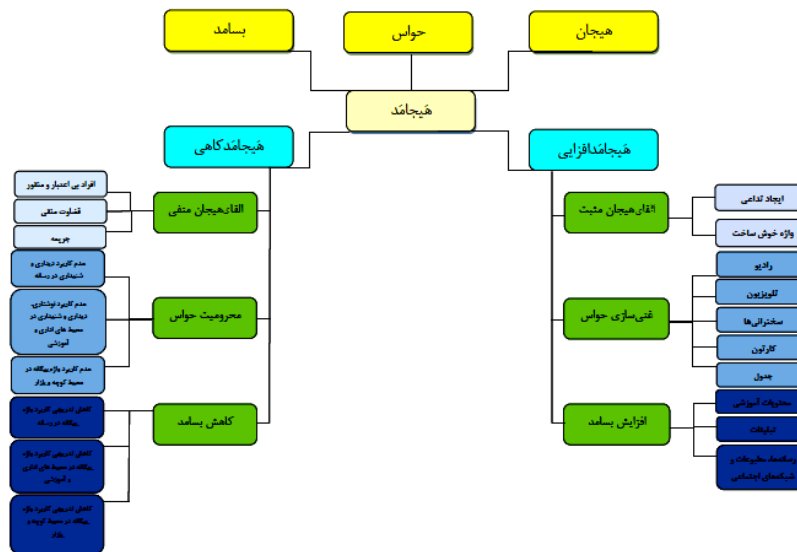 هیجان
حواس
بسامد
هَیجامَد
هَیجامَدافزایی
هَیجامَدکاهی
القای‌هیجان مثبت
ایجاد تداعی
واژه خوش ساخت
غنی‌سازی حواس
رادیو
تلویزیون
سخنرانی‌ها
کارتون
جدول
افزایش بسامد
محتویات آموزشی
تبلیغات
رسانه‌ها، مطبوعات و
شبکه‌های اجتماعی
القای‌هیجان منفی
افراد بی اعتبار و منفور
قضاوت منفی
جریمه
محرومیت حواس
عدم کاربرد دیداری و
شنیداری در رسانه
عدم کاربرد نوشتاری،
دیداری و شنیداری در
محیط های اداری و
آموزشی
عدم کاربرد واژه بیگانه در
محیط کوچه و بازار
کاهش بسامد
کاهش تدریجی کاربرد واژه
بیگانه در رسانه
کاهش تدریجی کاربرد واژه
بیگانه در محیط های اداری
و آموزشی
کاهش تدریجی کاربرد واژه
بیگانه در محیط کوچه و
بازار